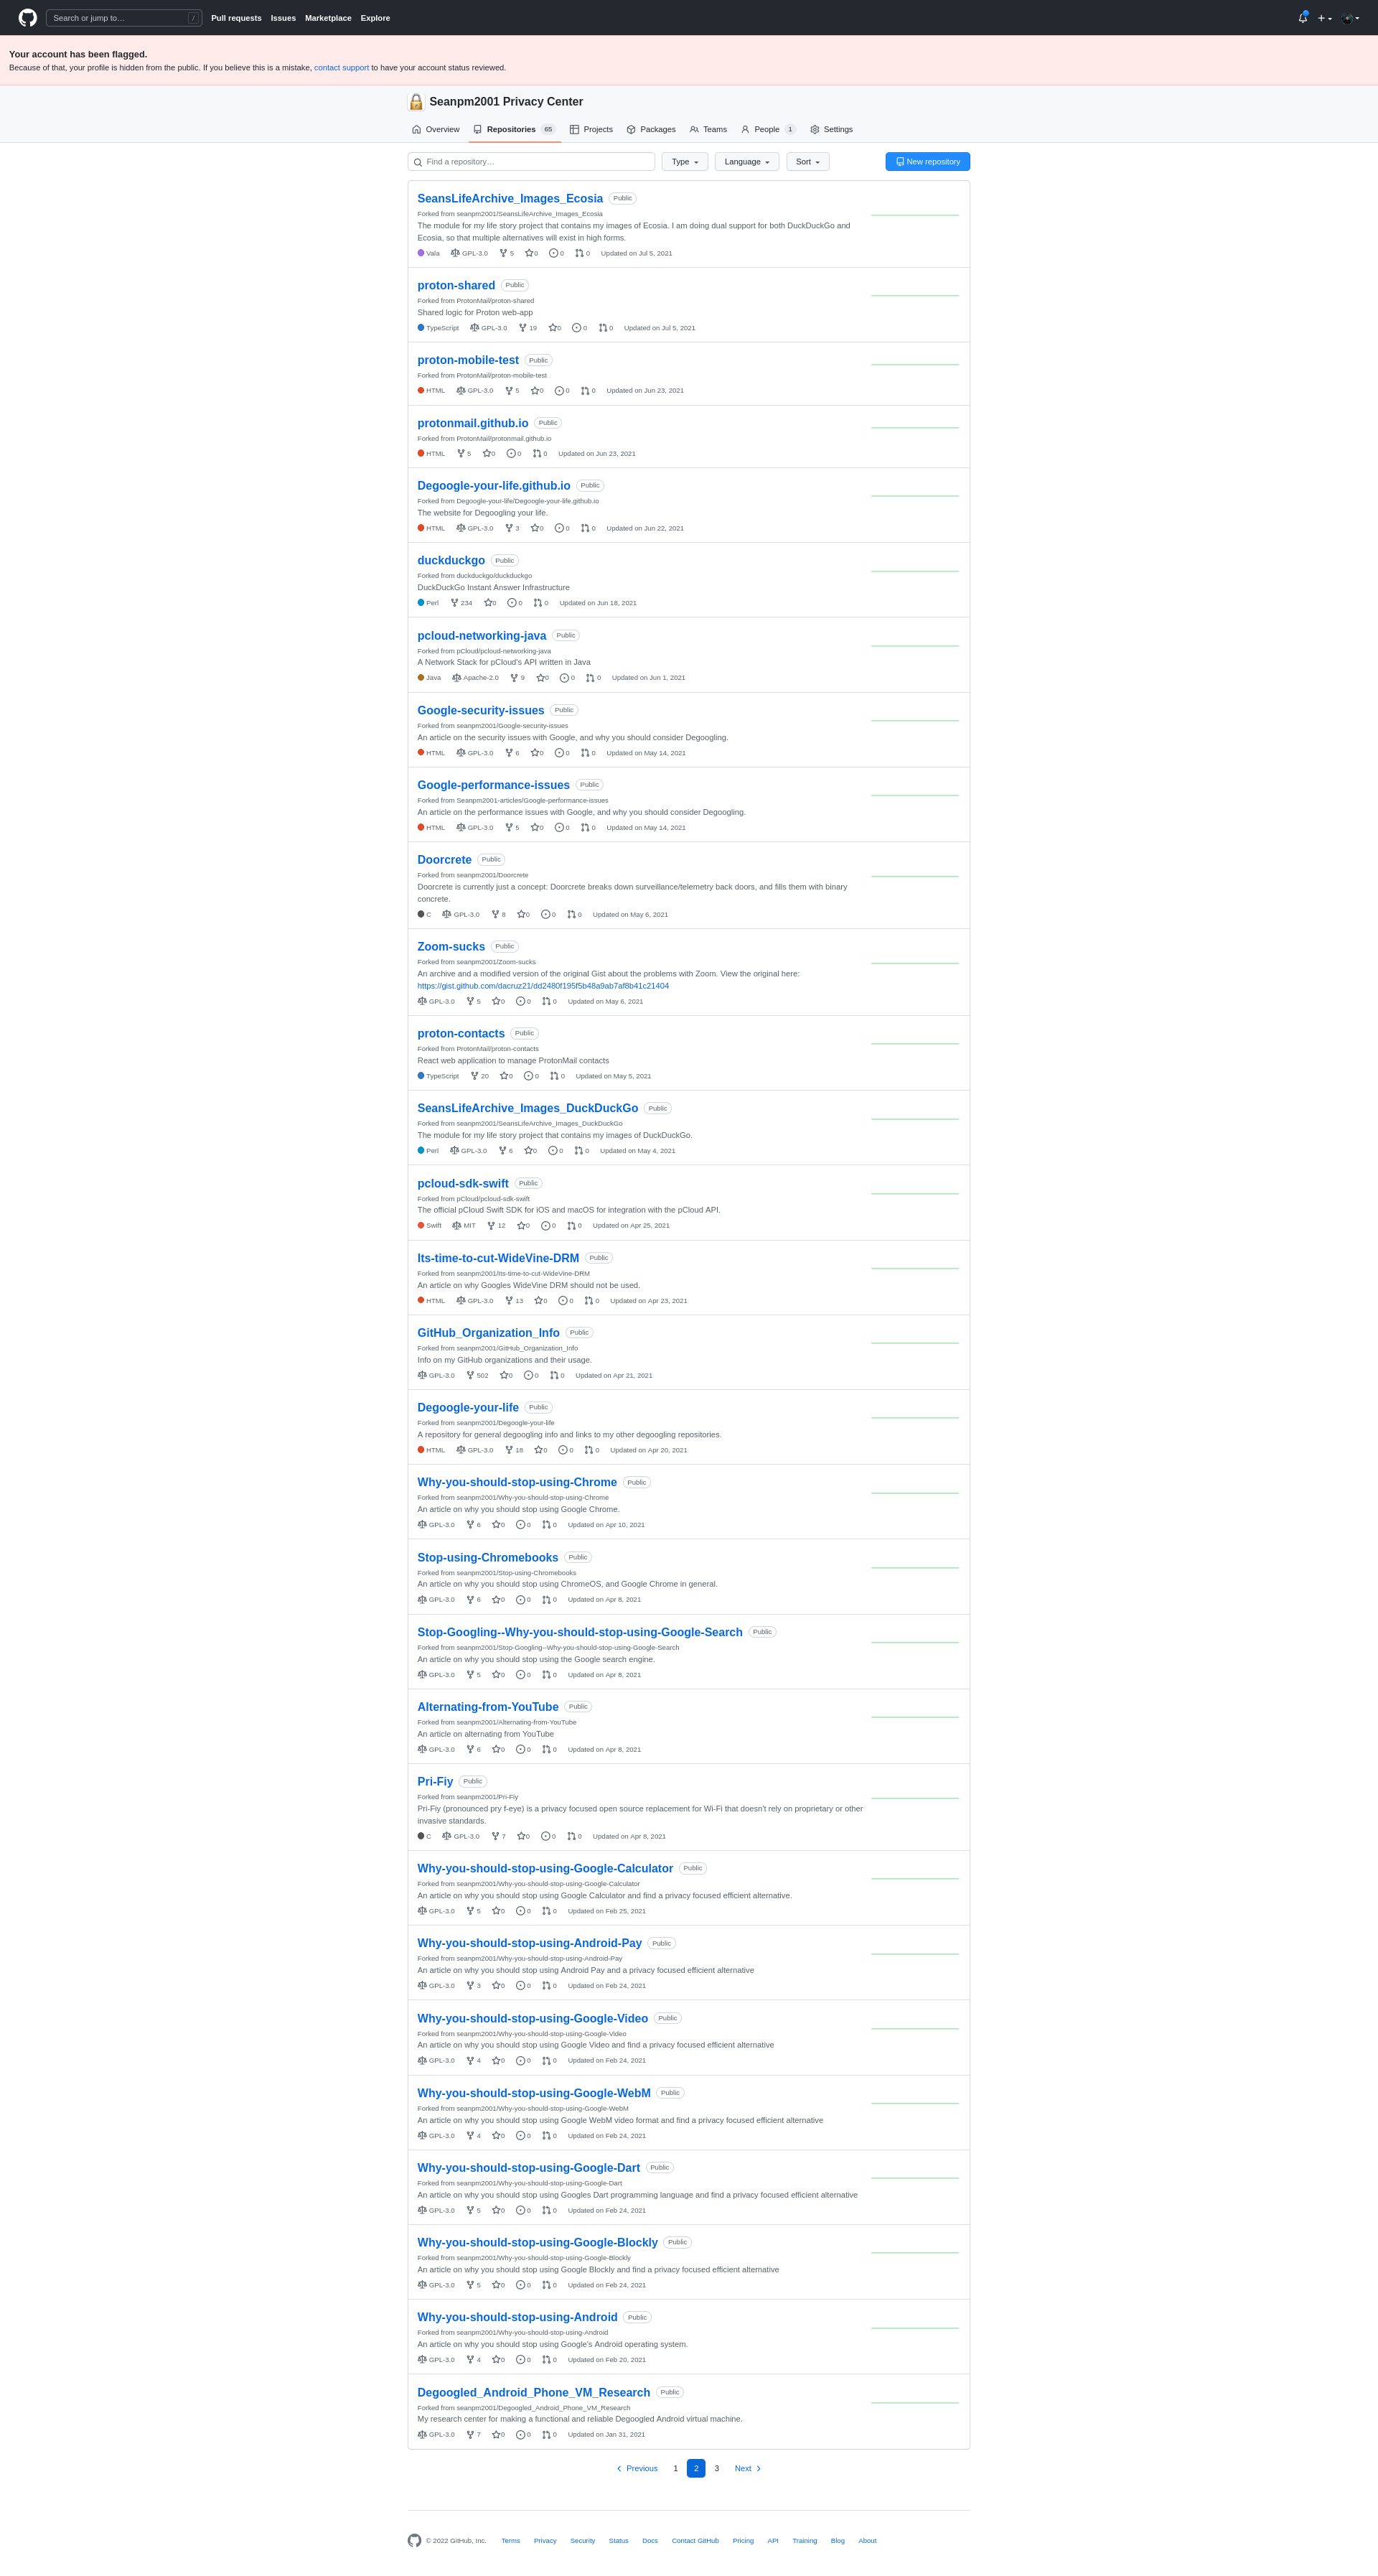 Search or jump to… /
Pull requests Issues Marketplace Explore
Your account has been flagged.
Because of that, your profile is hidden from the public. If you believe this is a mistake, contact support to have your account status reviewed.
Seanpm2001 Privacy Center
Overview Repositories 65 Projects Packages Teams People 1 Settings
Find a repository… Type Language Sort New repository
SeansLifeArchive_Images_Ecosia Public
Forked from seanpm2001/SeansLifeArchive_Images_Ecosia
The module for my life story project that contains my images of Ecosia. I am doing dual support for both DuckDuckGo and
Ecosia, so that multiple alternatives will exist in high forms.
Vala GPL-3.0 5 0 0 0 Updated on Jul 5, 2021
proton-shared Public
Forked from ProtonMail/proton-shared
Shared logic for Proton web-app
TypeScript GPL-3.0 19 0 0 0 Updated on Jul 5, 2021
proton-mobile-test Public
Forked from ProtonMail/proton-mobile-test
HTML GPL-3.0 5 0 0 0 Updated on Jun 23, 2021
protonmail.github.io Public
Forked from ProtonMail/protonmail.github.io
HTML 5 0 0 0 Updated on Jun 23, 2021
Degoogle-your-life.github.io Public
Forked from Degoogle-your-life/Degoogle-your-life.github.io
The website for Degoogling your life.
HTML GPL-3.0 3 0 0 0 Updated on Jun 22, 2021
duckduckgo Public
Forked from duckduckgo/duckduckgo
DuckDuckGo Instant Answer Infrastructure
Perl 234 0 0 0 Updated on Jun 18, 2021
pcloud-networking-java Public
Forked from pCloud/pcloud-networking-java
A Network Stack for pCloud's API written in Java
Java Apache-2.0 9 0 0 0 Updated on Jun 1, 2021
Google-security-issues Public
Forked from seanpm2001/Google-security-issues
An article on the security issues with Google, and why you should consider Degoogling.
HTML GPL-3.0 6 0 0 0 Updated on May 14, 2021
Google-performance-issues Public
Forked from Seanpm2001-articles/Google-performance-issues
An article on the performance issues with Google, and why you should consider Degoogling.
HTML GPL-3.0 5 0 0 0 Updated on May 14, 2021
Doorcrete Public
Forked from seanpm2001/Doorcrete
Doorcrete is currently just a concept: Doorcrete breaks down surveillance/telemetry back doors, and fills them with binary
concrete.
C GPL-3.0 8 0 0 0 Updated on May 6, 2021
Zoom-sucks Public
Forked from seanpm2001/Zoom-sucks
An archive and a modified version of the original Gist about the problems with Zoom. View the original here:
https://gist.github.com/dacruz21/dd2480f195f5b48a9ab7af8b41c21404
GPL-3.0 5 0 0 0 Updated on May 6, 2021
proton-contacts Public
Forked from ProtonMail/proton-contacts
React web application to manage ProtonMail contacts
TypeScript 20 0 0 0 Updated on May 5, 2021
SeansLifeArchive_Images_DuckDuckGo Public
Forked from seanpm2001/SeansLifeArchive_Images_DuckDuckGo
The module for my life story project that contains my images of DuckDuckGo.
Perl GPL-3.0 6 0 0 0 Updated on May 4, 2021
pcloud-sdk-swift Public
Forked from pCloud/pcloud-sdk-swift
The official pCloud Swift SDK for iOS and macOS for integration with the pCloud API.
Swift MIT 12 0 0 0 Updated on Apr 25, 2021
Its-time-to-cut-WideVine-DRM Public
Forked from seanpm2001/Its-time-to-cut-WideVine-DRM
An article on why Googles WideVine DRM should not be used.
HTML GPL-3.0 13 0 0 0 Updated on Apr 23, 2021
GitHub_Organization_Info Public
Forked from seanpm2001/GitHub_Organization_Info
Info on my GitHub organizations and their usage.
GPL-3.0 502 0 0 0 Updated on Apr 21, 2021
Degoogle-your-life Public
Forked from seanpm2001/Degoogle-your-life
A repository for general degoogling info and links to my other degoogling repositories.
HTML GPL-3.0 18 0 0 0 Updated on Apr 20, 2021
Why-you-should-stop-using-Chrome Public
Forked from seanpm2001/Why-you-should-stop-using-Chrome
An article on why you should stop using Google Chrome.
GPL-3.0 6 0 0 0 Updated on Apr 10, 2021
Stop-using-Chromebooks Public
Forked from seanpm2001/Stop-using-Chromebooks
An article on why you should stop using ChromeOS, and Google Chrome in general.
GPL-3.0 6 0 0 0 Updated on Apr 8, 2021
Stop-Googling--Why-you-should-stop-using-Google-Search Public
Forked from seanpm2001/Stop-Googling--Why-you-should-stop-using-Google-Search
An article on why you should stop using the Google search engine.
GPL-3.0 5 0 0 0 Updated on Apr 8, 2021
Alternating-from-YouTube Public
Forked from seanpm2001/Alternating-from-YouTube
An article on alternating from YouTube
GPL-3.0 6 0 0 0 Updated on Apr 8, 2021
Pri-Fiy Public
Forked from seanpm2001/Pri-Fiy
Pri-Fiy (pronounced pry f-eye) is a privacy focused open source replacement for Wi-Fi that doesn't rely on proprietary or other
invasive standards.
C GPL-3.0 7 0 0 0 Updated on Apr 8, 2021
Why-you-should-stop-using-Google-Calculator Public
Forked from seanpm2001/Why-you-should-stop-using-Google-Calculator
An article on why you should stop using Google Calculator and find a privacy focused efficient alternative.
GPL-3.0 5 0 0 0 Updated on Feb 25, 2021
Why-you-should-stop-using-Android-Pay Public
Forked from seanpm2001/Why-you-should-stop-using-Android-Pay
An article on why you should stop using Android Pay and a privacy focused efficient alternative
GPL-3.0 3 0 0 0 Updated on Feb 24, 2021
Why-you-should-stop-using-Google-Video Public
Forked from seanpm2001/Why-you-should-stop-using-Google-Video
An article on why you should stop using Google Video and find a privacy focused efficient alternative
GPL-3.0 4 0 0 0 Updated on Feb 24, 2021
Why-you-should-stop-using-Google-WebM Public
Forked from seanpm2001/Why-you-should-stop-using-Google-WebM
An article on why you should stop using Google WebM video format and find a privacy focused efficient alternative
GPL-3.0 4 0 0 0 Updated on Feb 24, 2021
Why-you-should-stop-using-Google-Dart Public
Forked from seanpm2001/Why-you-should-stop-using-Google-Dart
An article on why you should stop using Googles Dart programming language and find a privacy focused efficient alternative
GPL-3.0 5 0 0 0 Updated on Feb 24, 2021
Why-you-should-stop-using-Google-Blockly Public
Forked from seanpm2001/Why-you-should-stop-using-Google-Blockly
An article on why you should stop using Google Blockly and find a privacy focused efficient alternative
GPL-3.0 5 0 0 0 Updated on Feb 24, 2021
Why-you-should-stop-using-Android Public
Forked from seanpm2001/Why-you-should-stop-using-Android
An article on why you should stop using Google's Android operating system.
GPL-3.0 4 0 0 0 Updated on Feb 20, 2021
Degoogled_Android_Phone_VM_Research Public
Forked from seanpm2001/Degoogled_Android_Phone_VM_Research
My research center for making a functional and reliable Degoogled Android virtual machine.
GPL-3.0 7 0 0 0 Updated on Jan 31, 2021
Previous 1 2 3 Next
© 2022 GitHub, Inc. Terms Privacy Security Status Docs Contact GitHub Pricing API Training Blog About